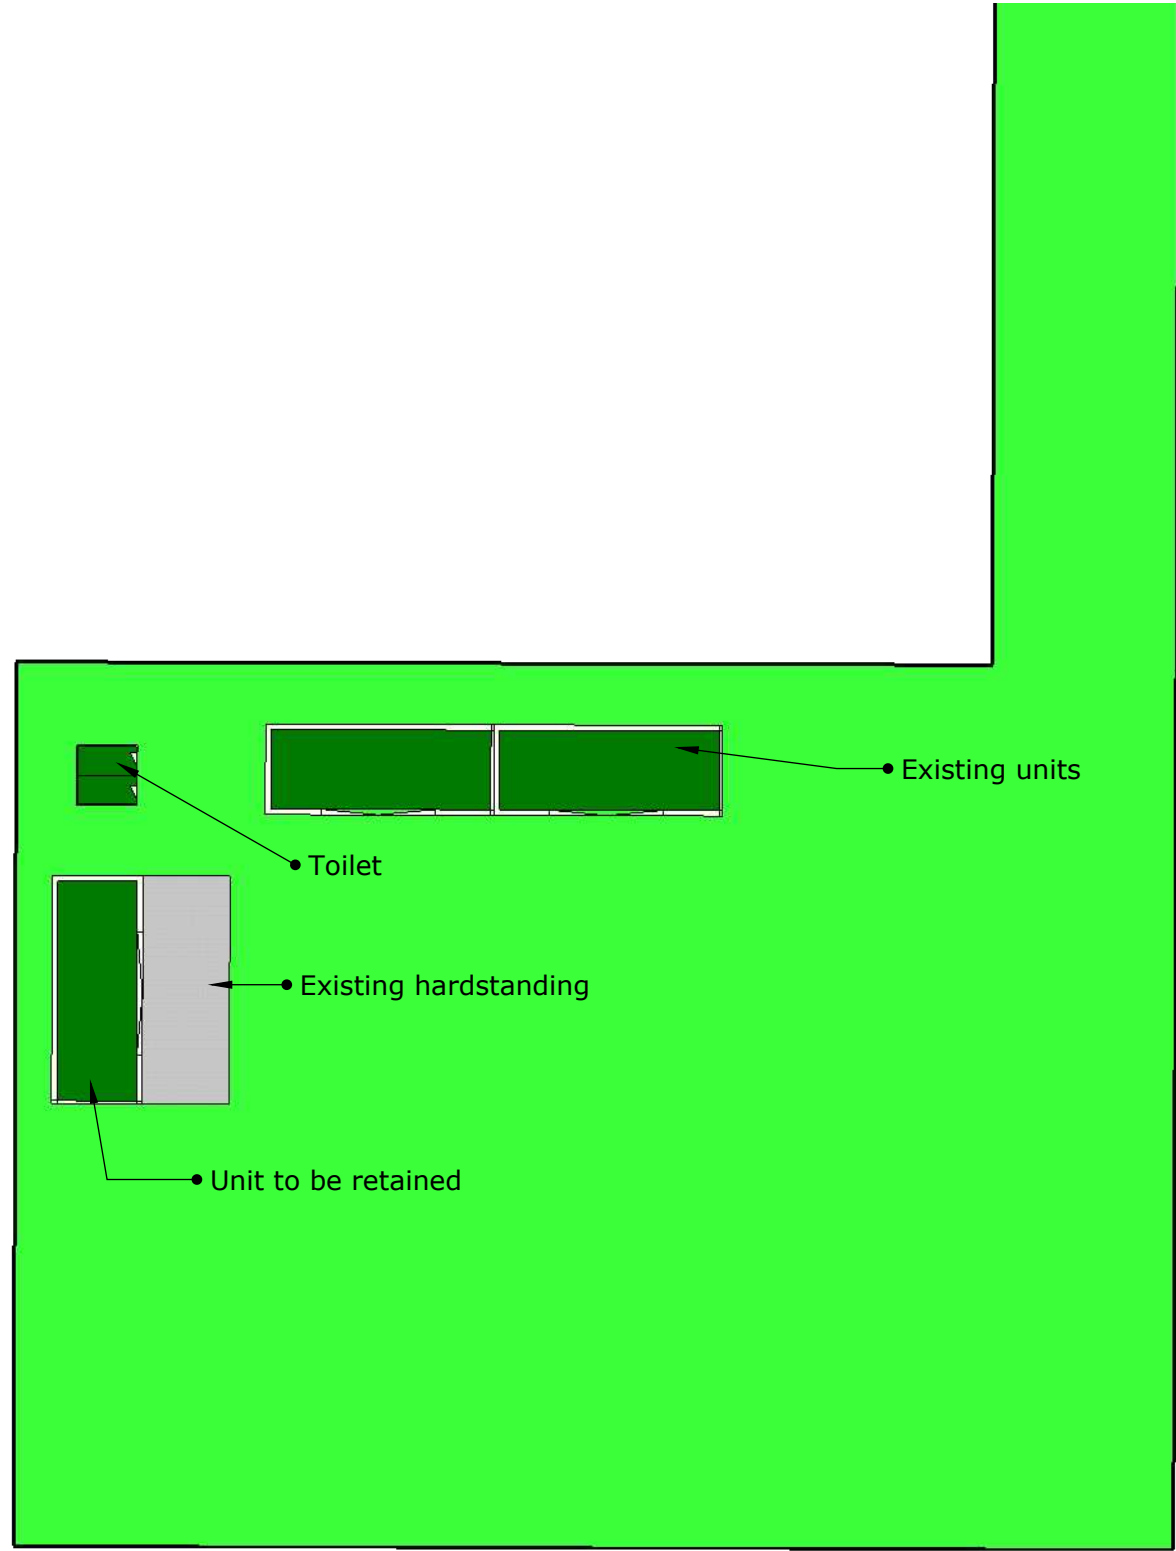 Existing units
Toilet
Existing hardstanding
Unit to be retained